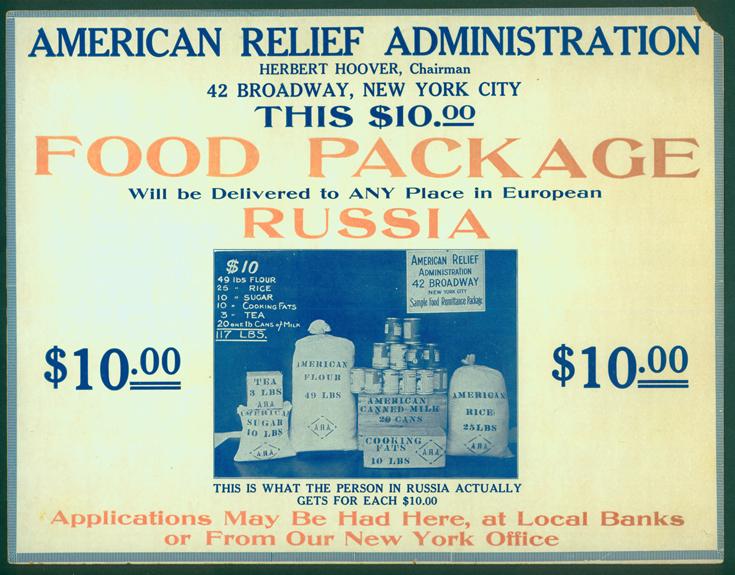 AMERICAN RELIEF ADMINISTRATION
HERBERT HOOVER, Chairman
42 BROADWAY, NEW YORK CITY
THIS $10.00
FOOD PACKAGE
Will be Delivered to ANY Place in European
RUSSIA
$10
49 lbs FLOUR
25 " RICE
10 " SUGAR
10 " COOKING FATS
3 " TEA
20 ONE lb CANS of MILK
117 LBS.
AMERICAN RELIEF
ADMINISTRATION
42 BROADWAY
NEW YORK CITY
Sample Food Remittance Package
$10.00
$10.00
TEA
3 LBS
A.R.A.
AMERICAN
SUGAR
10 LBS
A.R.A.
AMERICAN
FLOUR
49 LBS
A.R.A.
AMERICAN
CANNED MILK
20 CANS
COOKING
FATS
A.R.A. A.R.A.
10 LBS
AMERICAN
RICE
25 LBS
A.R.A.
THIS IS WHAT THE PERSON IN RUSSIA ACTUALLY
GETS FOR EACH $10.00
Applications May Be Had Here, at Local Banks
or From Our New York Office